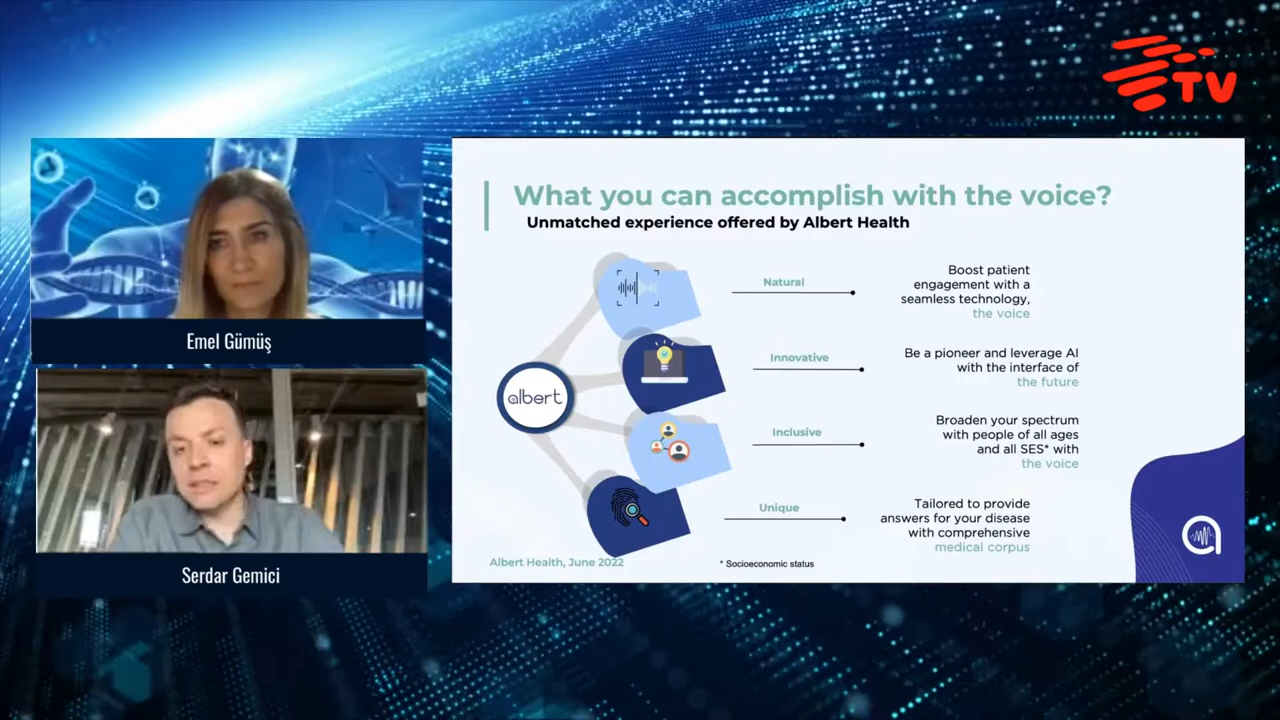 TV
What you can accomplish with the voice?
Unmatched experience offered by Albert Health
Natural
Boost patient
engagement with a
seamless technology,
the voice
Innovative
Be a pioneer and leverage AI
with the interface of
the future
albert
Inclusive
Broaden your spectrum
with people of all ages
and all SES* with
the voice
Unique
Tailored to provide
answers for your disease
with comprehensive
medical corpus
Albert Health, June 2022
* Socioeconomic status
Emel Gümüş
Serdar Gemici